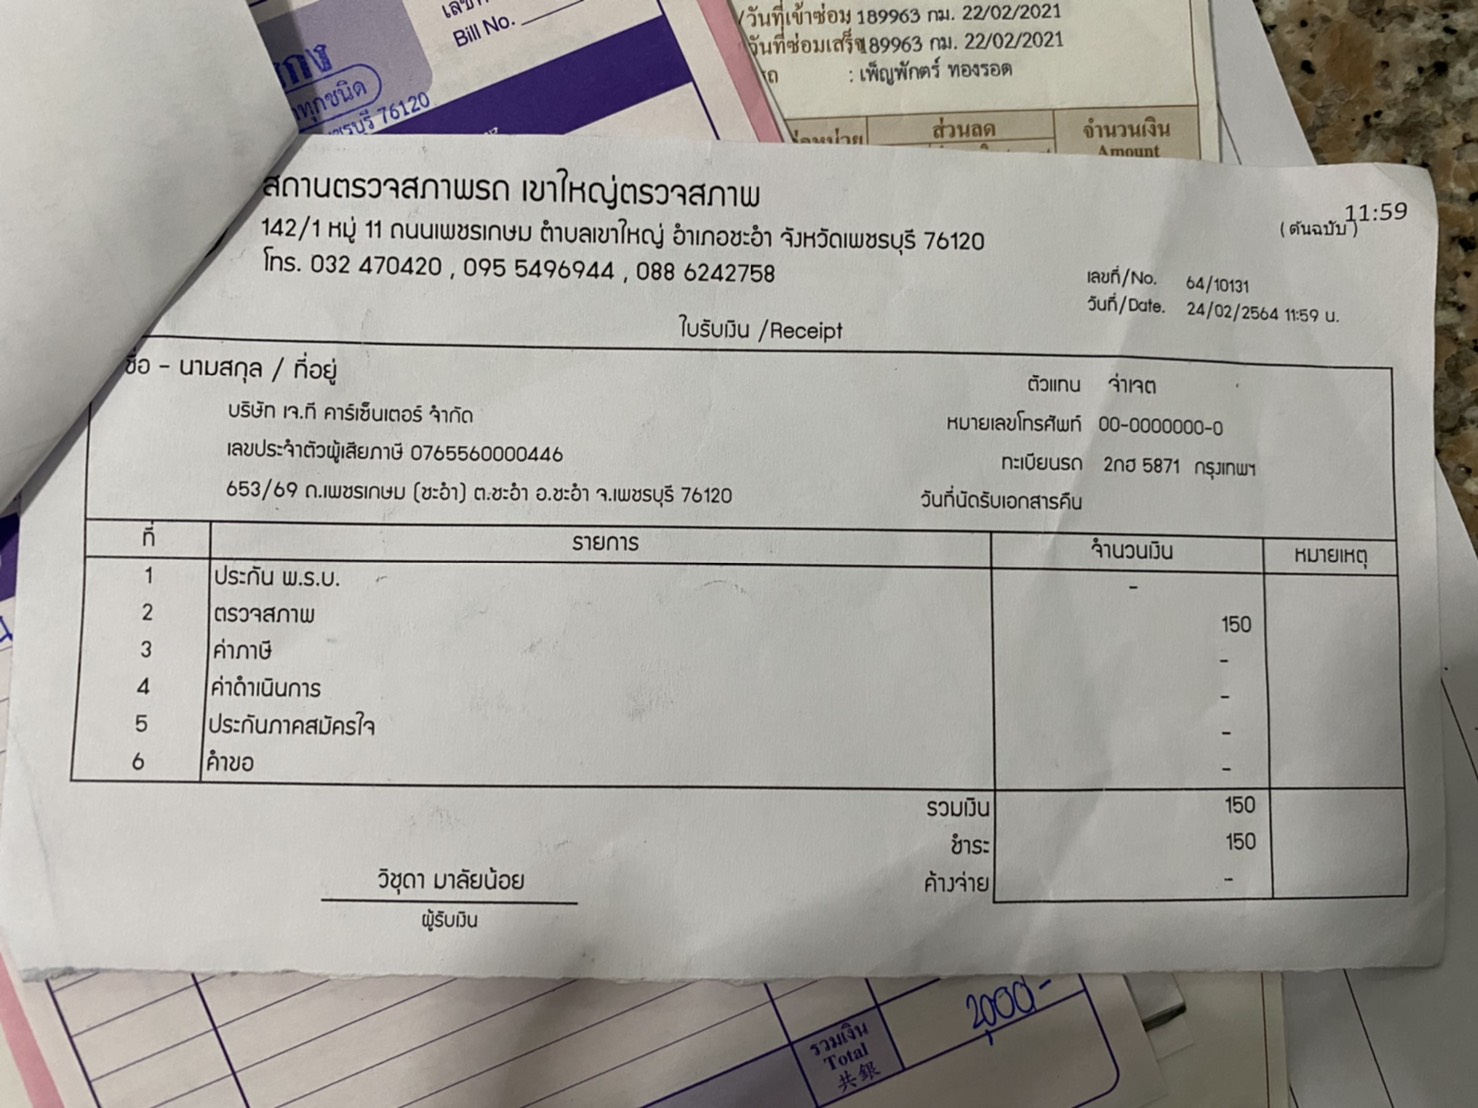 เลขที่
Bill No.
ทุกชนิด
76120
วันที่เข้าซ่อม 189963 กม. 22/02/2021
วันที่ซ่อมเสร็จ 189963 กม. 22/02/2021
: เพ็ญพักตร์ ทองรอด
ส่วนลด
จำนวนเงิน
Amount
สถานตรวจสภาพรถ เขาใหญ่ตรวจสภาพ
142/1 หมู่ 11 ถนนเพชรเกษม ตำบลเขาใหญ่ อำเภอชะอำ จังหวัดเพชรบุรี 76120
โทร. 032 470420 , 095 5496944 , 088 6242758
11:59
( ต้นฉบับ )
เลขที่/No. 64/10131
วันที่/Date. 24/02/2564 11:59 น.
ใบรับเงิน /Receipt
ชื่อ - นามสกุล / ที่อยู่
บริษัท เจ.ที คาร์เซ็นเตอร์ จำกัด
เลขประจำตัวผู้เสียภาษี 0765560000446
653/69 ถ.เพชรเกษม (ชะอำ) ต.ชะอำ อ.ชะอำ จ.เพชรบุรี 76120
ตัวแทน จ่าเจต
หมายเลขโทรศัพท์ 00-0000000-0
ทะเบียนรถ 2กฮ 5871 กรุงเทพฯ
วันที่นัดรับเอกสารคืน
ที่ รายการ จำนวนเงิน หมายเหตุ
1 ประกัน พ.ร.บ. -
2 ตรวจสภาพ 150
3 ค่าภาษี -
4 ค่าดำเนินการ -
5 ประกันภาคสมัครใจ -
6 คำขอ -
รวมเงิน 150
ชำระ 150
ค้างจ่าย -
วิชุดา มาลัยน้อย
ผู้รับเงิน
รวมเงิน
Total
共銀
2,000-